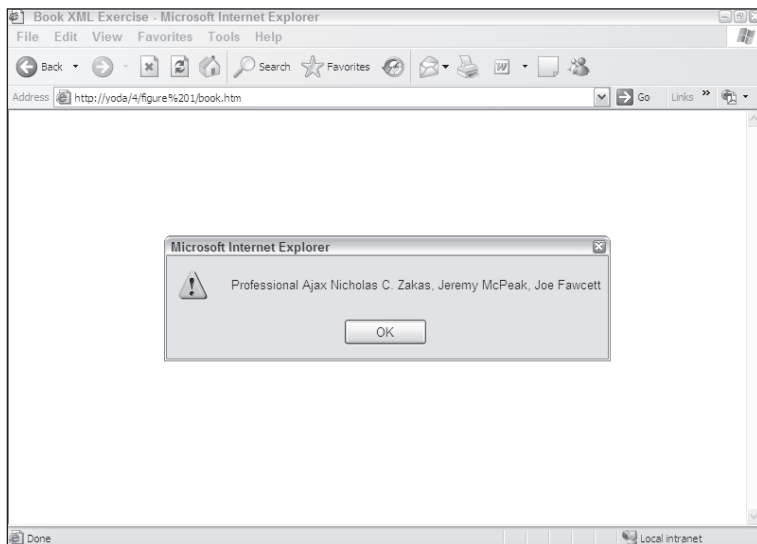 Book XML Exercise - Microsoft Internet Explorer
File Edit View Favorites Tools Help
Back Search Favorites W
Address http://yoda/4/figure%201/book.htm Go Links »
Microsoft Internet Explorer
Professional Ajax Nicholas C. Zakas, Jeremy McPeak, Joe Fawcett
OK
Done Local intranet